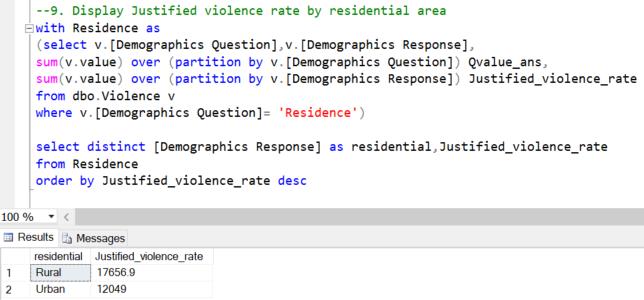 --9. Display Justified violence rate by residential area
with Residence as
(select v.[Demographics Question],v.[Demographics Response],
sum(v.value) over (partition by v.[Demographics Question]) Qvalue_ans,
sum(v.value) over (partition by v.[Demographics Response]) Justified_violence_rate
from dbo.Violence v
where v.[Demographics Question]= 'Residence')
select distinct [Demographics Response] as residential,Justified_violence_rate
from Residence
order by Justified_violence_rate desc
100 %
Results Messages
residential Justified_violence_rate
1 Rural 17656.9
2 Urban 12049